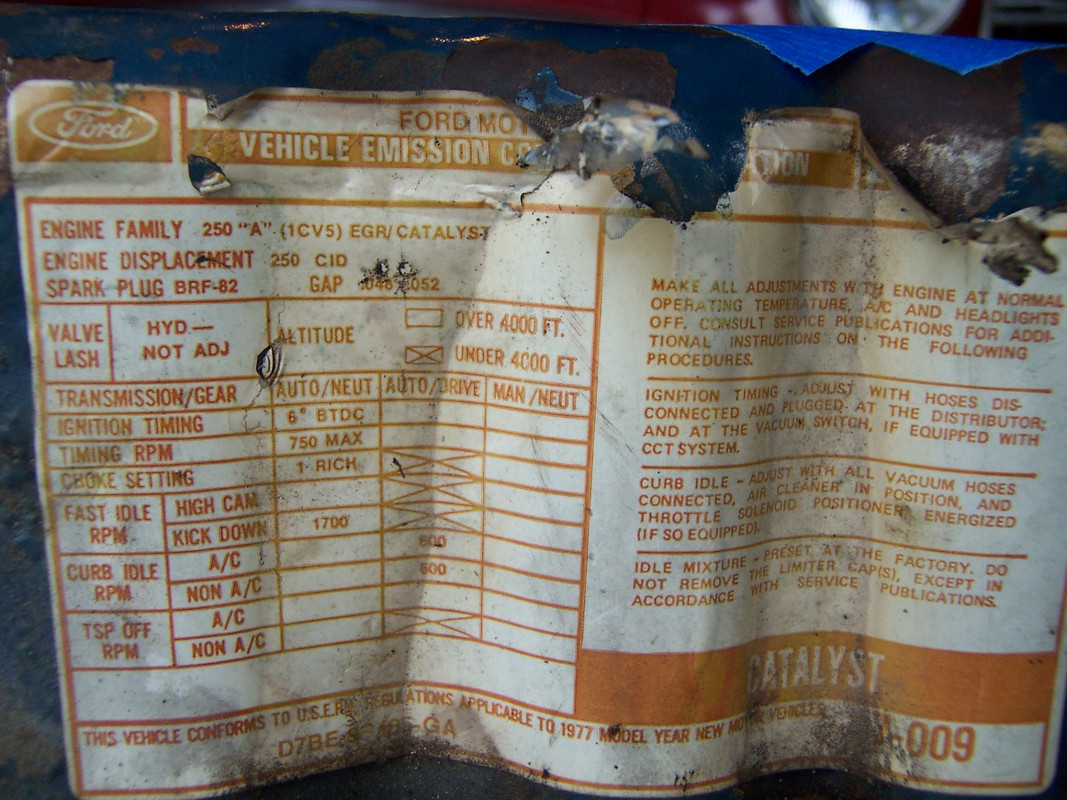 Ford
FORD MOT
VEHICLE EMISSION CO
TION
ENGINE FAMILY 250 "A" (1CV5) EGR/CATALYST
ENGINE DISPLACEMENT 250 CID
SPARK PLUG BRF-82 GAP 052
VALVE LASH
HYD.—
NOT ADJ
ALTITUDE
OVER 4000 FT.
UNDER 4000 FT.
TRANSMISSION/GEAR AUTO/NEUT AUTO/DRIVE MAN/NEUT
IGNITION TIMING 6° BTDC
TIMING RPM 750 MAX
CHOKE SETTING 1 RICH
FAST IDLE RPM
HIGH CAM
KICK DOWN 1700
CURB IDLE RPM
A/C 600
NON A/C 600
TSP OFF RPM
A/C
NON A/C
MAKE ALL ADJUSTMENTS WITH ENGINE AT NORMAL
OPERATING TEMPERATURE, A/C AND HEADLIGHTS
OFF. CONSULT SERVICE PUBLICATIONS FOR ADDI-
TIONAL INSTRUCTIONS ON THE FOLLOWING
PROCEDURES.
IGNITION TIMING - ADJUST WITH HOSES DIS-
CONNECTED AND PLUGGED AT THE DISTRIBUTOR;
AND AT THE VACUUM SWITCH, IF EQUIPPED WITH
CCT SYSTEM.
CURB IDLE - ADJUST WITH ALL VACUUM HOSES
CONNECTED, AIR CLEANER IN POSITION, AND
THROTTLE SOLENOID POSITIONER ENERGIZED
(IF SO EQUIPPED).
IDLE MIXTURE - PRESET AT THE FACTORY. DO
NOT REMOVE THE LIMITER CAP(S), EXCEPT IN
ACCORDANCE WITH SERVICE PUBLICATIONS.
CATALYST
THIS VEHICLE CONFORMS TO U.S.E.P.A. REGULATIONS APPLICABLE TO 1977 MODEL YEAR NEW MOTOR VEHICLES
D7BE GA
-009